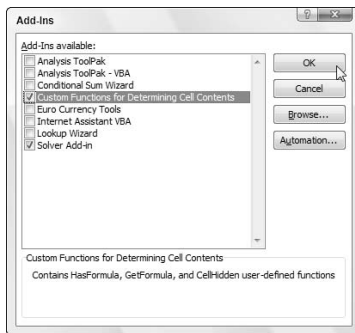 Add-Ins
Add-Ins available:
Analysis ToolPak
Analysis ToolPak - VBA
Conditional Sum Wizard
Custom Functions for Determining Cell Contents
Euro Currency Tools
Internet Assistant VBA
Lookup Wizard
Solver Add-in
OK
Cancel
Browse...
Automation...
Custom Functions for Determining Cell Contents
Contains HasFormula, GetFormula, and CellHidden user-defined functions